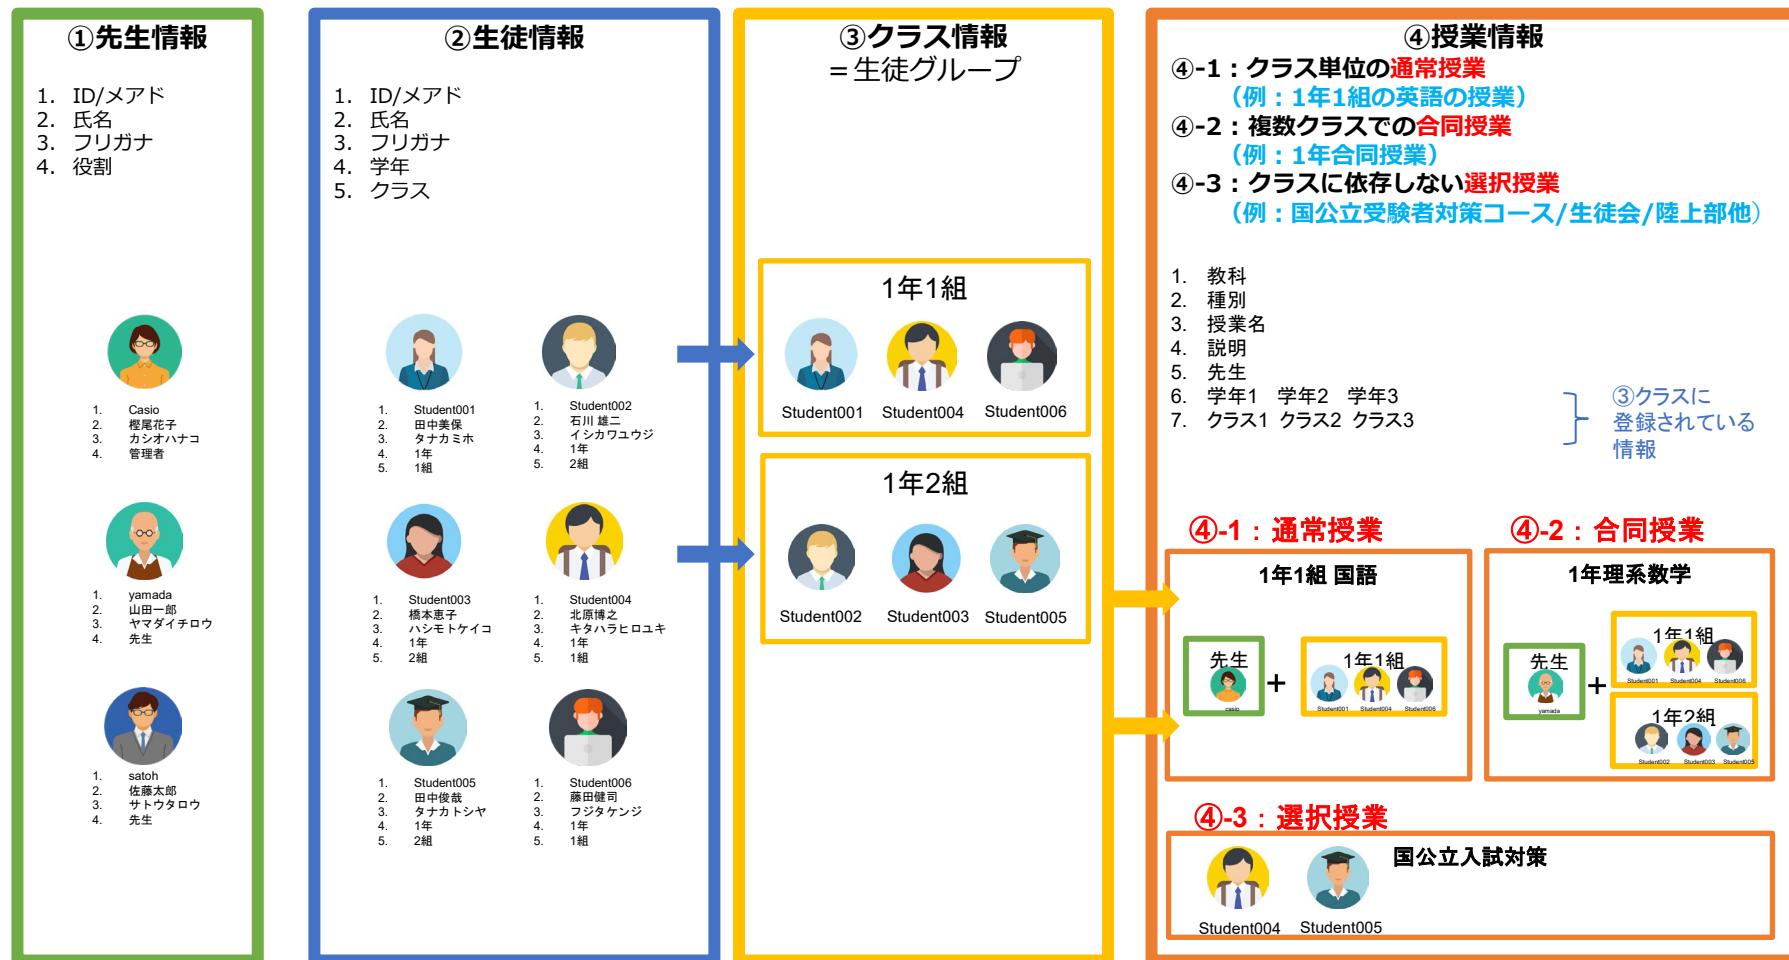 ①先生情報
1. ID/メアド
2. 氏名
3. フリガナ
4. 役割
1. Casio
2. 樫尾花子
3. カシオハナコ
4. 管理者
1. yamada
2. 山田一郎
3. ヤマダイチロウ
4. 先生
1. satoh
2. 佐藤太郎
3. サトウタロウ
4. 先生
②生徒情報
1. ID/メアド
2. 氏名
3. フリガナ
4. 学年
5. クラス
1. Student001
2. 田中美保
3. タナカミホ
4. 1年
5. 1組
1. Student002
2. 石川 雄二
3. イシカワユウジ
4. 1年
5. 2組
1. Student003
2. 橋本恵子
3. ハシモトケイコ
4. 1年
5. 2組
1. Student004
2. 北原博之
3. キタハラヒロユキ
4. 1年
5. 1組
1. Student005
2. 田中俊哉
3. タナカトシヤ
4. 1年
5. 2組
1. Student006
2. 藤田健司
3. フジタケンジ
4. 1年
5. 1組
③クラス情報
＝生徒グループ
1年1組
Student001 Student004 Student006
1年2組
Student002 Student003 Student005
④授業情報
④-1：クラス単位の通常授業
（例：1年1組の英語の授業）
④-2：複数クラスでの合同授業
（例：1年合同授業）
④-3：クラスに依存しない選択授業
（例：国公立受験者対策コース/生徒会/陸上部他）
1. 教科
2. 種別
3. 授業名
4. 説明
5. 先生
6. 学年1 学年2 学年3
7. クラス1 クラス2 クラス3
③クラスに
登録されている
情報
④-1：通常授業
1年1組 国語
先生
casio
+
1年1組
Student001 Student004 Student006
④-2：合同授業
1年理系数学
先生
yamada
+
1年1組
Student001 Student004 Student006
1年2組
Student002 Student003 Student005
④-3：選択授業
国公立入試対策
Student004 Student005